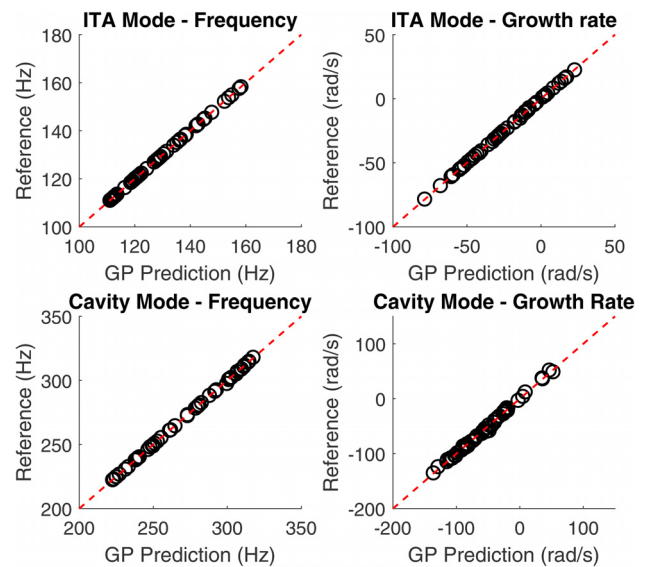 ITA Mode - Frequency
180
160
140
120
100
Reference (Hz)
100 120 140 160 180
GP Prediction (Hz)
ITA Mode - Growth rate
50
0
-50
-100
Reference (rad/s)
-100 -50 0 50
GP Prediction (rad/s)
Cavity Mode - Frequency
350
300
250
200
Reference (Hz)
200 250 300 350
GP Prediction (Hz)
Cavity Mode - Growth Rate
100
0
-100
-200
Reference (rad/s)
-200 -100 0 100
GP Prediction (rad/s)